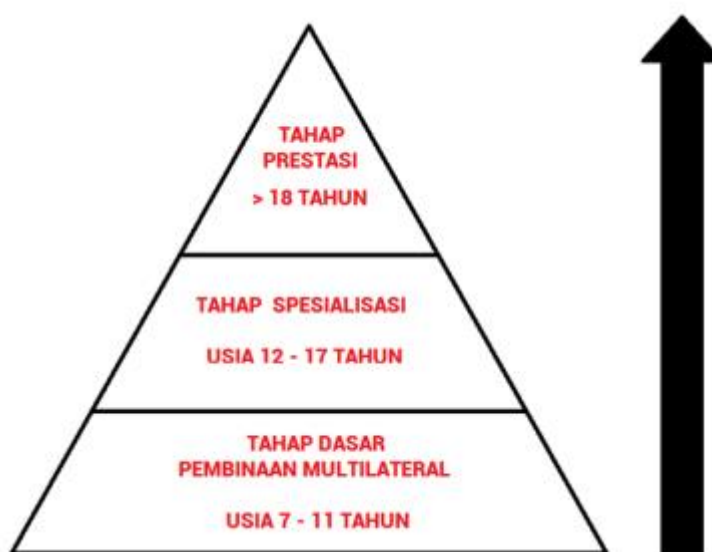 TAHAP
PRESTASI
> 18 TAHUN
TAHAP SPESIALISASI
USIA 12 - 17 TAHUN
TAHAP DASAR
PEMBINAAN MULTILATERAL
USIA 7 - 11 TAHUN